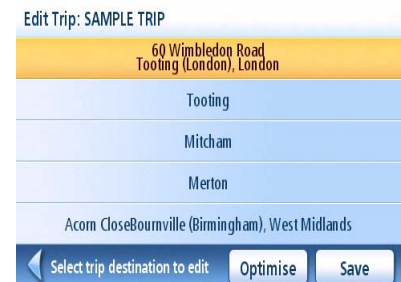 Edit Trip: SAMPLE TRIP
60 Wimbledon Road
Tooting (London), London
Tooting
Mitcham
Merton
Acorn CloseBournville (Birmingham), West Midlands
Select trip destination to edit
Optimise
Save